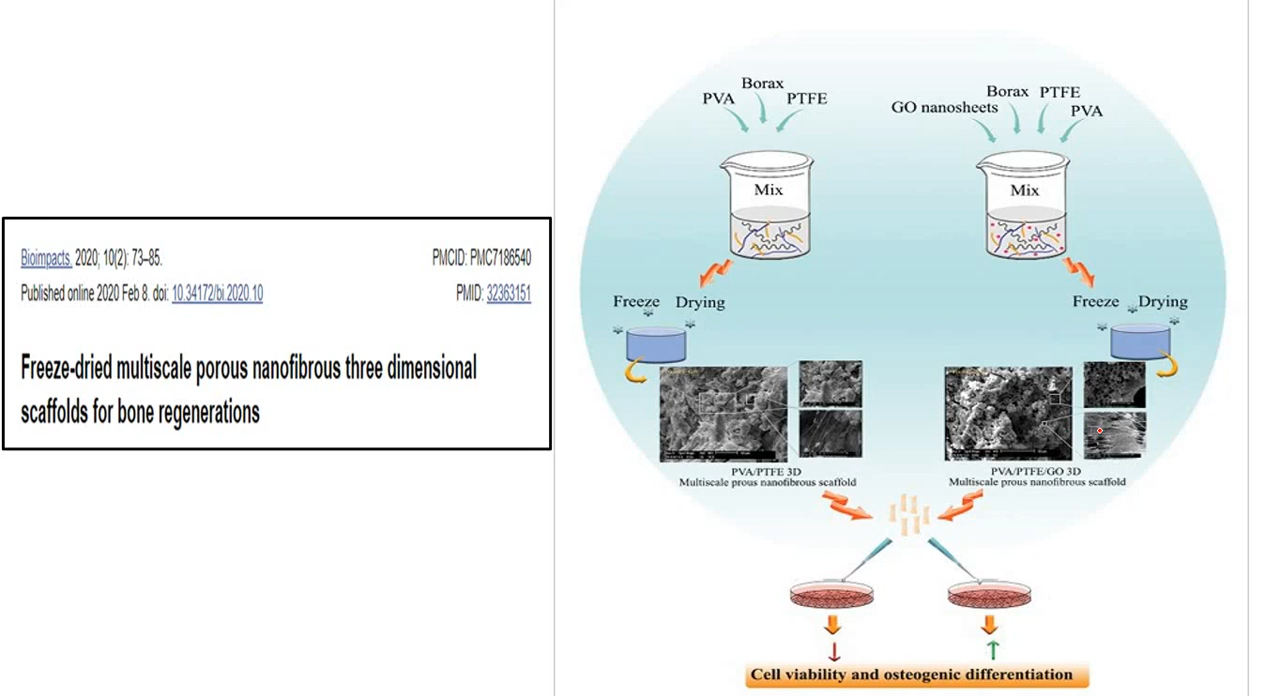 Bioimpacts. 2020; 10(2): 73–85.
PMCID: PMC7186540
Published online 2020 Feb 8. doi: 10.34172/bi.2020.10
PMID: 32363151
Freeze-dried multiscale porous nanofibrous three dimensional
scaffolds for bone regenerations
PVA
Borax
PTFE
GO nanosheets
Borax
PTFE
PVA
Mix
Mix
Freeze Drying
Freeze Drying
PVA/PTFE 3D
Multiscale prous nanofibrous scaffold
PVA/PTFE/GO 3D
Multiscale prous nanofibrous scaffold
Cell viability and osteogenic differentiation